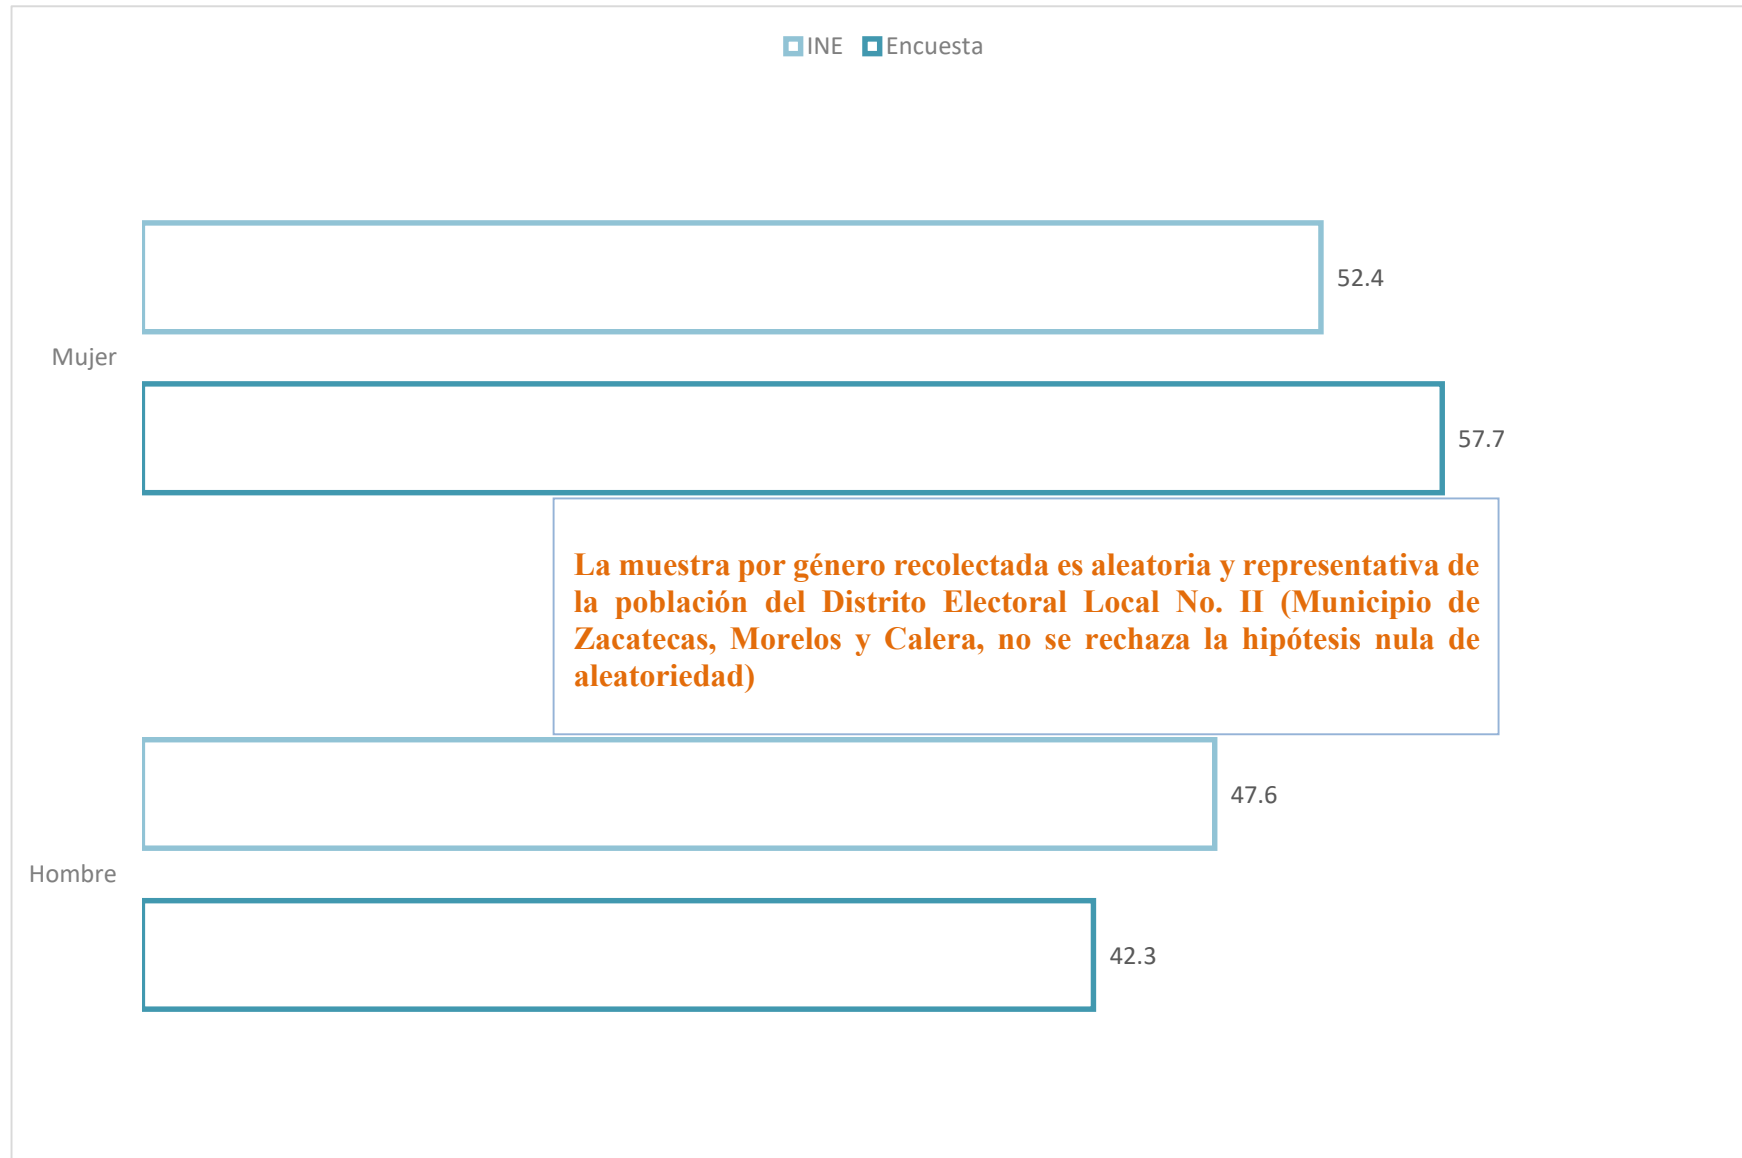 INE Encuesta
52.4
Mujer
57.7
La muestra por género recolectada es aleatoria y representativa de
la población del Distrito Electoral Local No. II (Municipio de
Zacatecas, Morelos y Calera, no se rechaza la hipótesis nula de
aleatoriedad)
47.6
Hombre
42.3